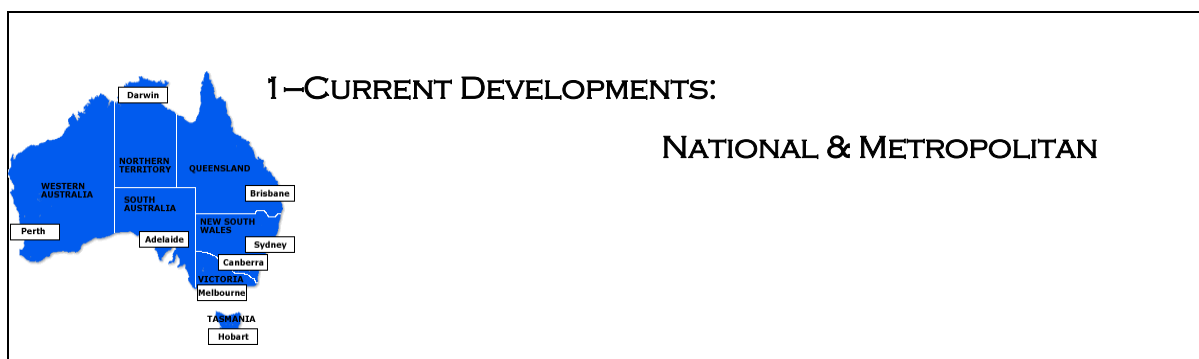 1–CURRENT DEVELOPMENTS:
NATIONAL & METROPOLITAN
Darwin
NORTHERN
TERRITORY
QUEENSLAND
WESTERN
AUSTRALIA
SOUTH
AUSTRALIA
Brisbane
NEW SOUTH
WALES
Perth
Adelaide
Sydney
Canberra
VICTORIA
Melbourne
TASMANIA
Hobart